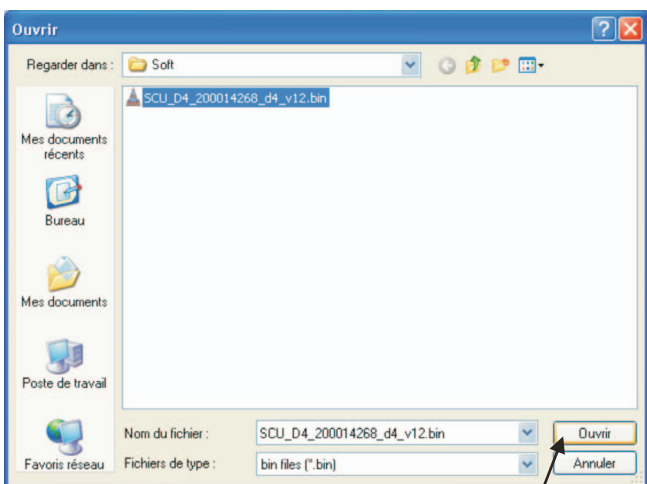 Ouvrir
Regarder dans :
Soft
SCU_D4_200014268_d4_v12.bin
Mes documents
récents
Bureau
Mes documents
Poste de travail
Favoris réseau
Nom du fichier :
SCU_D4_200014268_d4_v12.bin
Ouvrir
Fichiers de type :
bin files (*.bin)
Annuler